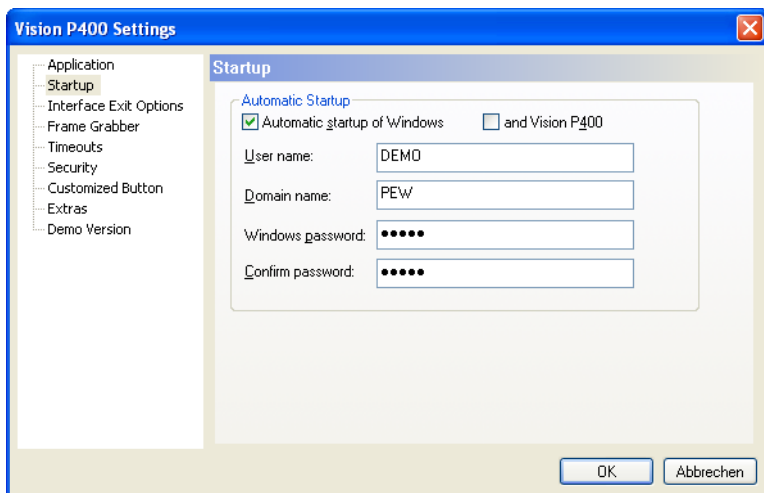 Vision P400 Settings
Application
Startup
Interface Exit Options
Frame Grabber
Timeouts
Security
Customized Button
Extras
Demo Version
Startup
Automatic Startup
Automatic startup of Windows and Vision P400
User name: DEMO
Domain name: PEW
Windows password: •••••
Confirm password: •••••
OK Abbrechen